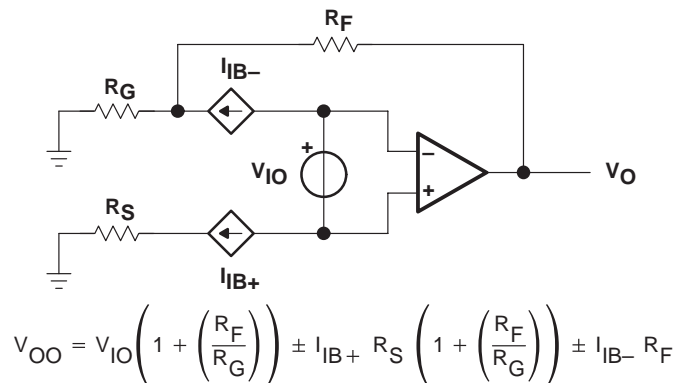 RF
IIB–
RG
+
VIO
–
+
VO
RS
IIB+
VOO = VIO(1 + (RF/RG)) ± IIB+ RS (1 + (RF/RG)) ± IIB– RF